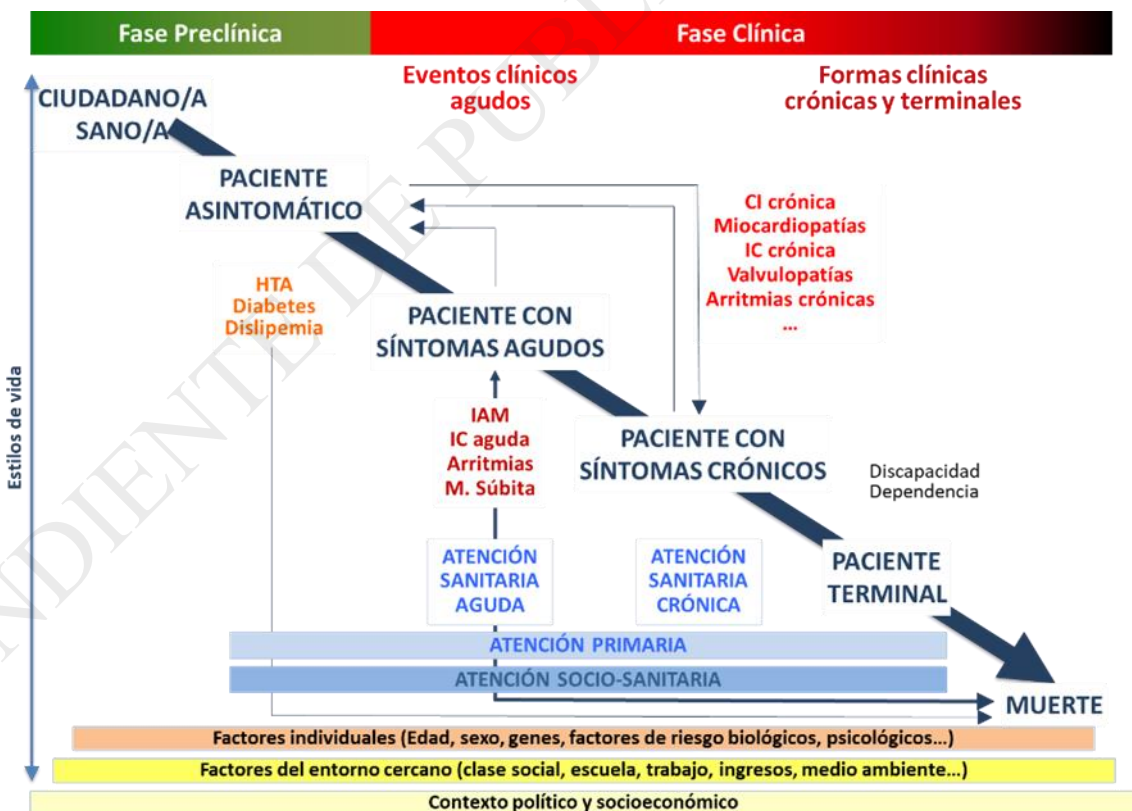 Fase Preclínica
Fase Clínica
Eventos clínicos
agudos
Formas clínicas
crónicas y terminales
CIUDADANO/A
SANO/A
PACIENTE
ASINTOMÁTICO
CI crónica
Miocardiopatías
IC crónica
Valvulopatías
Arritmias crónicas
...
HTA
Diabetes
Dislipemia
PACIENTE CON
SÍNTOMAS AGUDOS
Estilos de vida
IAM
IC aguda
Arritmias
M. Súbita
PACIENTE CON
SÍNTOMAS CRÓNICOS
Discapacidad
Dependencia
ATENCIÓN
SANITARIA
AGUDA
ATENCIÓN
SANITARIA
CRÓNICA
PACIENTE
TERMINAL
ATENCIÓN PRIMARIA
ATENCIÓN SOCIO-SANITARIA
MUERTE
Factores individuales (Edad, sexo, genes, factores de riesgo biológicos, psicológicos...)
Factores del entorno cercano (clase social, escuela, trabajo, ingresos, medio ambiente...)
Contexto político y socioeconómico
NDIENTE DE PUBL